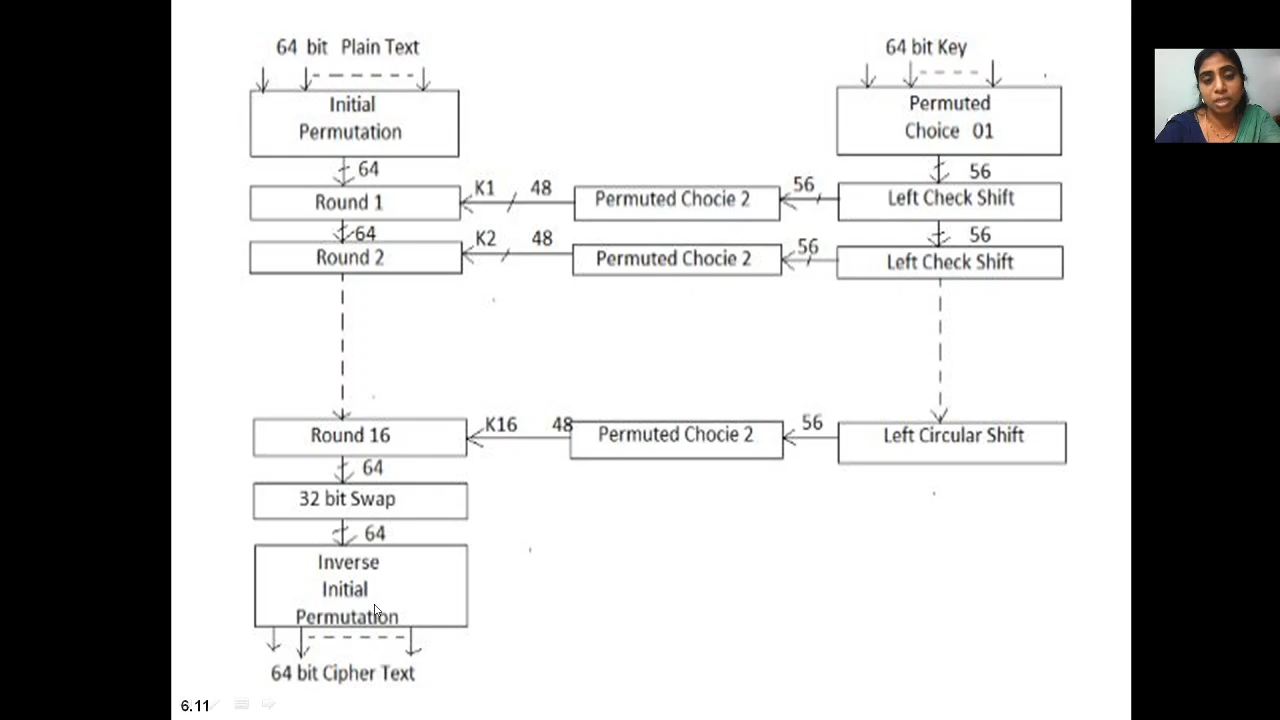 64 bit Plain Text
64 bit Key
Initial
Permutation
Permuted
Choice 01
64
56
Round 1
K1
48
Permuted Chocie 2
56
Left Check Shift
64
56
Round 2
K2
48
Permuted Chocie 2
56
Left Check Shift
Round 16
K16
48
Permuted Chocie 2
56
Left Circular Shift
64
32 bit Swap
64
Inverse
Initial
Permutation
64 bit Cipher Text
6.11